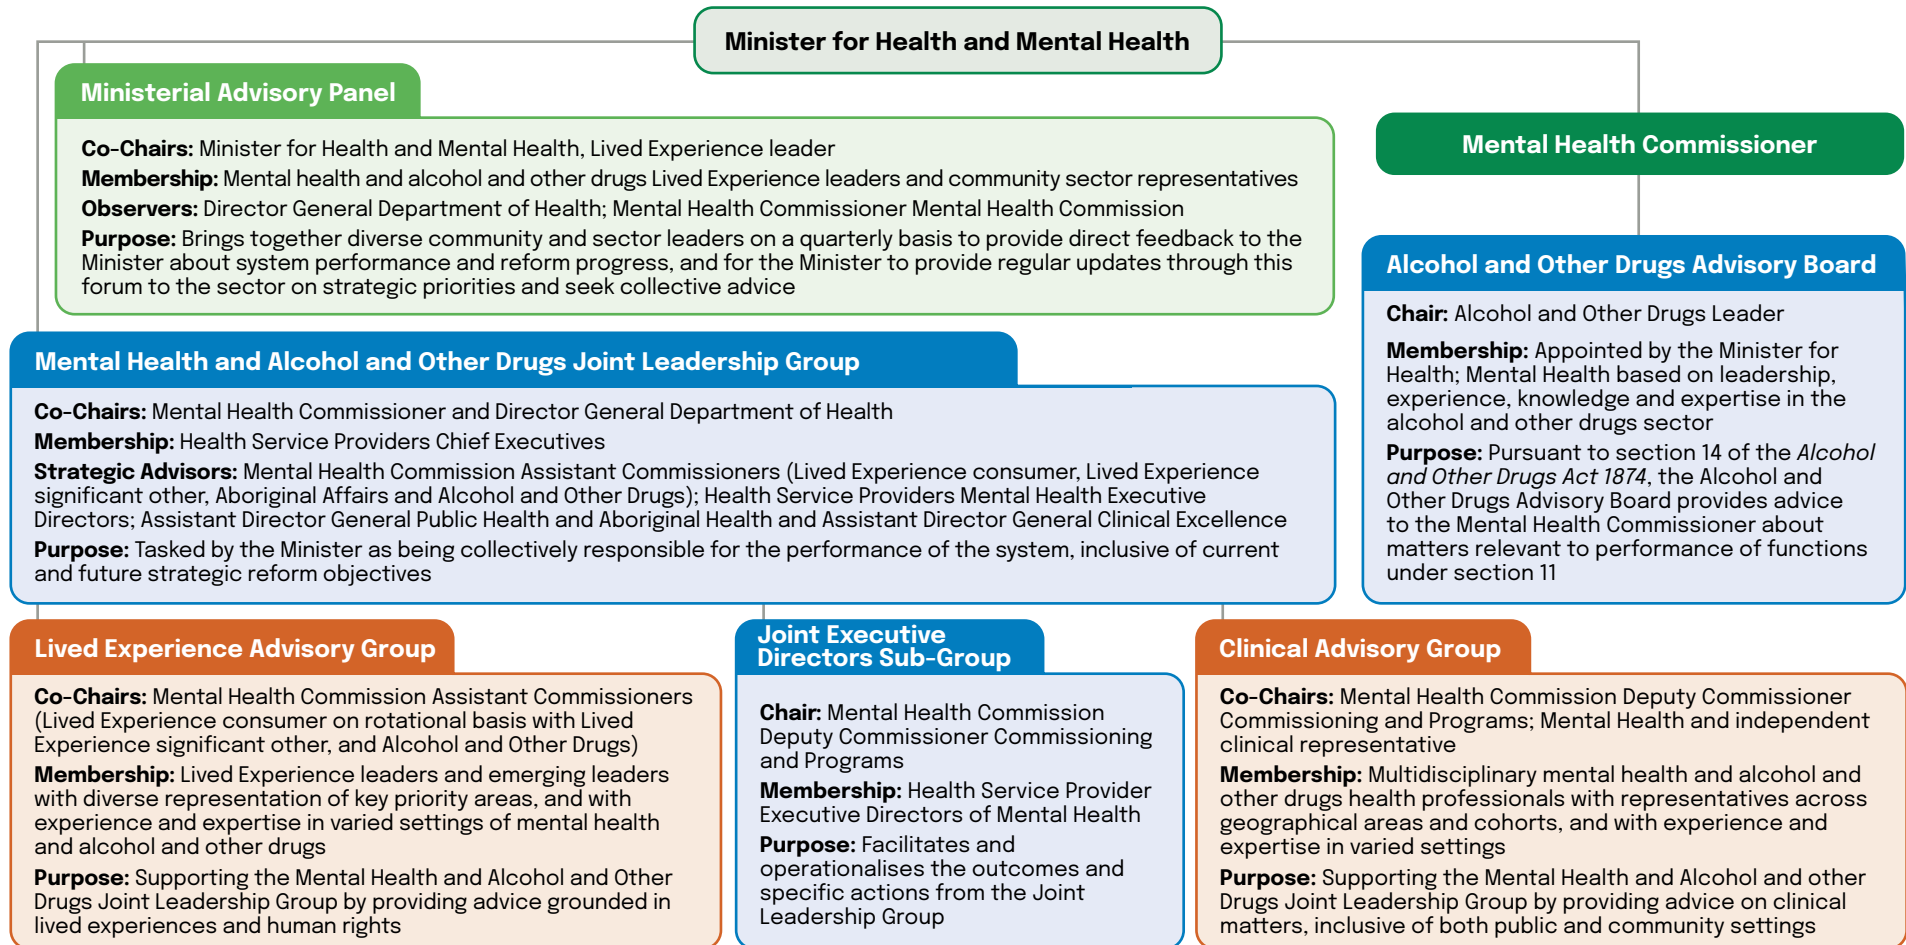 Minister for Health and Mental Health
Ministerial Advisory Panel
Co-Chairs: Minister for Health and Mental Health, Lived Experience leader
Membership: Mental health and alcohol and other drugs Lived Experience leaders and community sector representatives
Observers: Director General Department of Health; Mental Health Commissioner Mental Health Commission
Purpose: Brings together diverse community and sector leaders on a quarterly basis to provide direct feedback to the
Minister about system performance and reform progress, and for the Minister to provide regular updates through this
forum to the sector on strategic priorities and seek collective advice
Mental Health Commissioner
Alcohol and Other Drugs Advisory Board
Chair: Alcohol and Other Drugs Leader
Membership: Appointed by the Minister for
Health; Mental Health based on leadership,
experience, knowledge and expertise in the
alcohol and other drugs sector
Purpose: Pursuant to section 14 of the Alcohol
and Other Drugs Act 1874, the Alcohol and
Other Drugs Advisory Board provides advice
to the Mental Health Commissioner about
matters relevant to performance of functions
under section 11
Mental Health and Alcohol and Other Drugs Joint Leadership Group
Co-Chairs: Mental Health Commissioner and Director General Department of Health
Membership: Health Service Providers Chief Executives
Strategic Advisors: Mental Health Commission Assistant Commissioners (Lived Experience consumer, Lived Experience
significant other, Aboriginal Affairs and Alcohol and Other Drugs); Health Service Providers Mental Health Executive
Directors; Assistant Director General Public Health and Aboriginal Health and Assistant Director General Clinical Excellence
Purpose: Tasked by the Minister as being collectively responsible for the performance of the system, inclusive of current
and future strategic reform objectives
Lived Experience Advisory Group
Co-Chairs: Mental Health Commission Assistant Commissioners
(Lived Experience consumer on rotational basis with Lived
Experience significant other, and Alcohol and Other Drugs)
Membership: Lived Experience leaders and emerging leaders
with diverse representation of key priority areas, and with
experience and expertise in varied settings of mental health
and alcohol and other drugs
Purpose: Supporting the Mental Health and Alcohol and Other
Drugs Joint Leadership Group by providing advice grounded in
lived experiences and human rights
Joint Executive
Directors Sub-Group
Chair: Mental Health Commission
Deputy Commissioner Commissioning
and Programs
Membership: Health Service Provider
Executive Directors of Mental Health
Purpose: Facilitates and
operationalises the outcomes and
specific actions from the Joint
Leadership Group
Clinical Advisory Group
Co-Chairs: Mental Health Commission Deputy Commissioner
Commissioning and Programs; Mental Health and independent
clinical representative
Membership: Multidisciplinary mental health and alcohol and
other drugs health professionals with representatives across
geographical areas and cohorts, and with experience and
expertise in varied settings
Purpose: Supporting the Mental Health and Alcohol and other
Drugs Joint Leadership Group by providing advice on clinical
matters, inclusive of both public and community settings